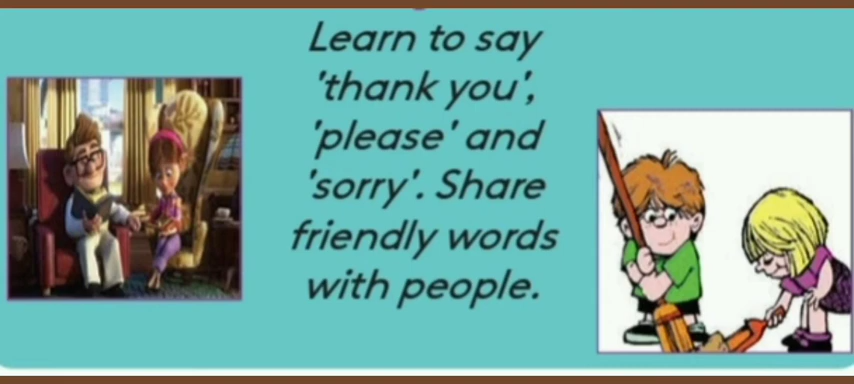 Learn to say
'thank you',
'please' and
'sorry'. Share
friendly words
with people.